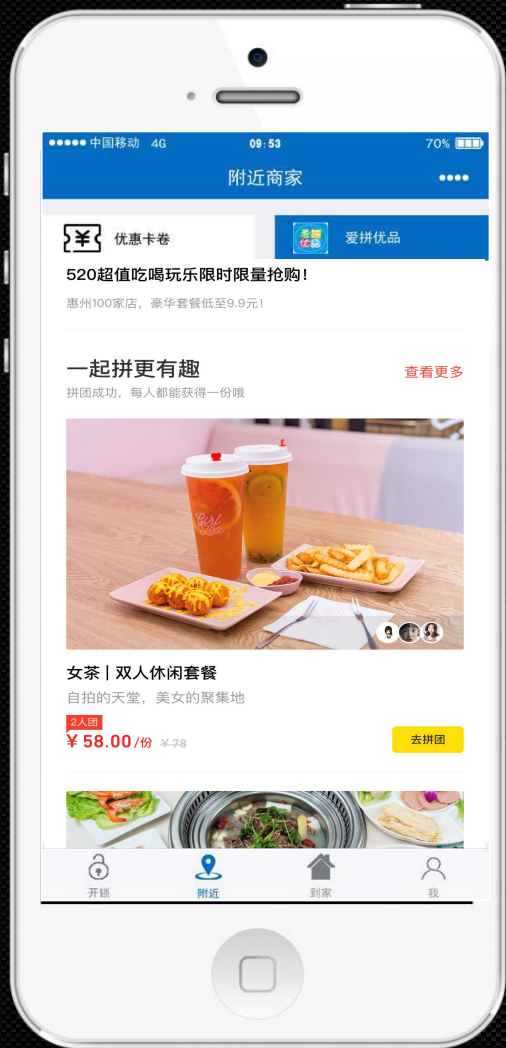 中国移动 4G 09:53 70%
附近商家
优惠卡卷
圣蹈优品 爱拼优品
520超值吃喝玩乐限时限量抢购！
惠州100家店，豪华套餐低至9.9元！
一起拼更有趣 查看更多
拼团成功，每人都能获得一份哦
Girl
女茶 | 双人休闲套餐
自拍的天堂，美女的聚集地
2人团
¥ 58.00/份 ¥78 去拼团
开锁 附近 到家 我